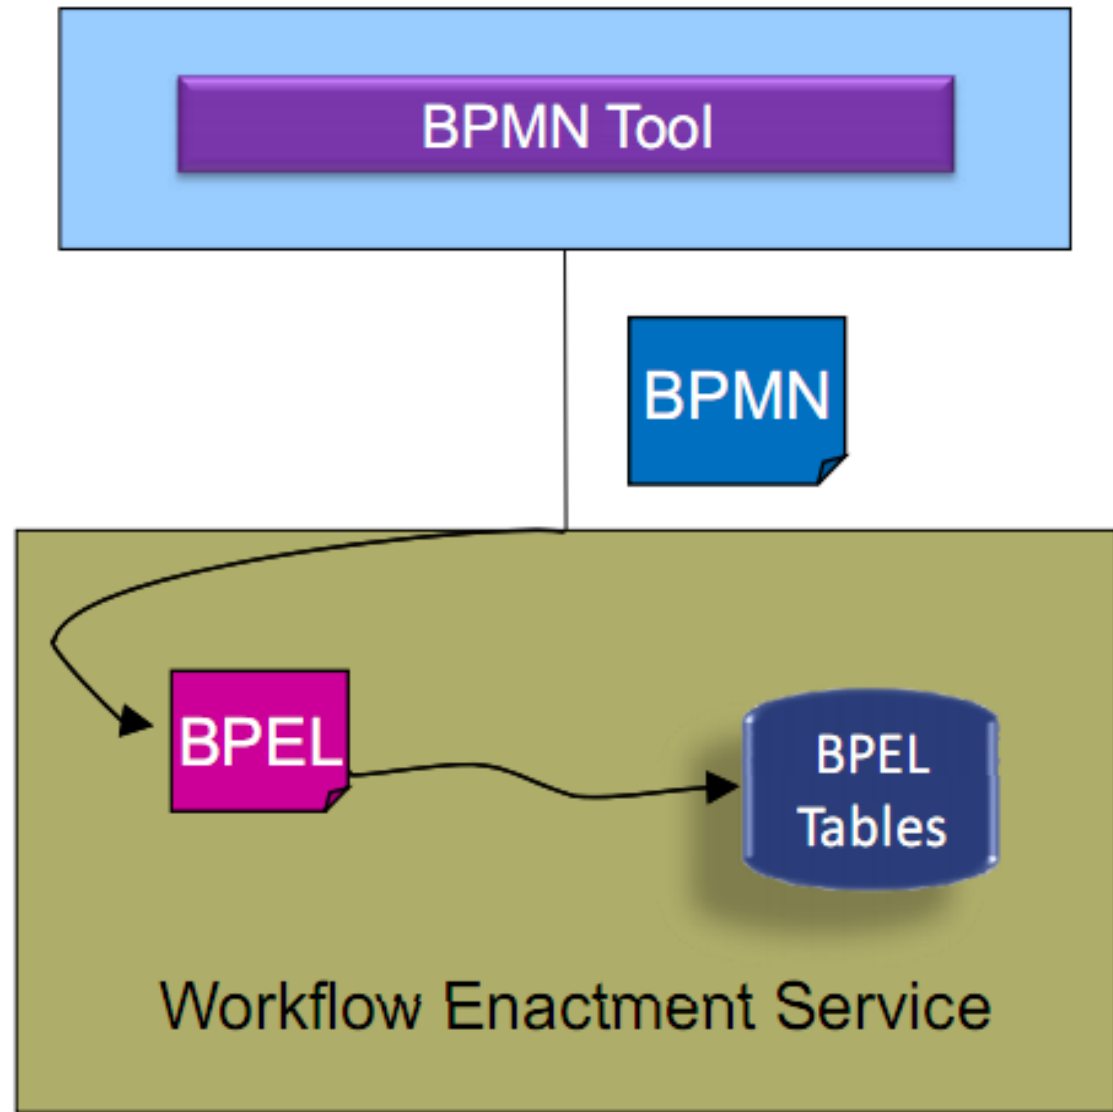 BPMN Tool
BPMN
BPEL
BPEL
Tables
Workflow Enactment Service